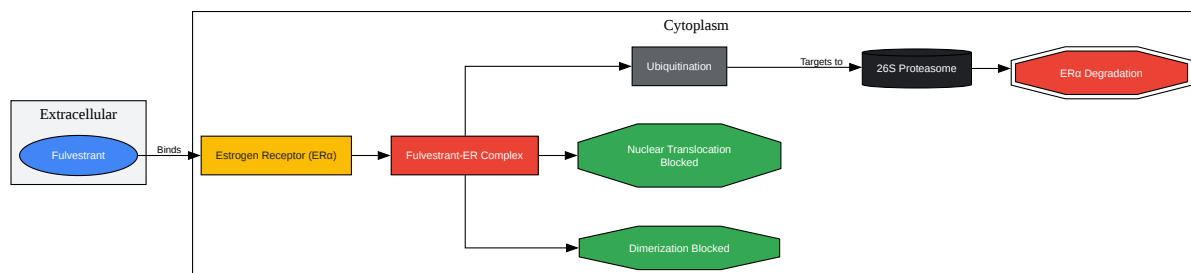 Cytoplasm
Extracellular
Fulvestrant
Binds
Estrogen Receptor (ERα)
Fulvestrant-ER Complex
Ubiquitination
Targets to
26S Proteasome
ERα Degradation
Nuclear Translocation
Blocked
Dimerization Blocked